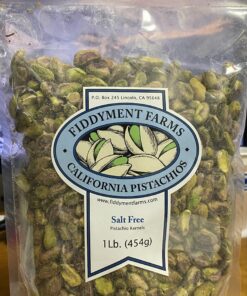 P.O. Box 245 Lincoln, CA 95648
FIDDYMENT FARMS
CALIFORNIA PISTACHIOS
www.fiddymentfarms.com
Salt Free
Pistachio Kernels
1 Lb. (454g)